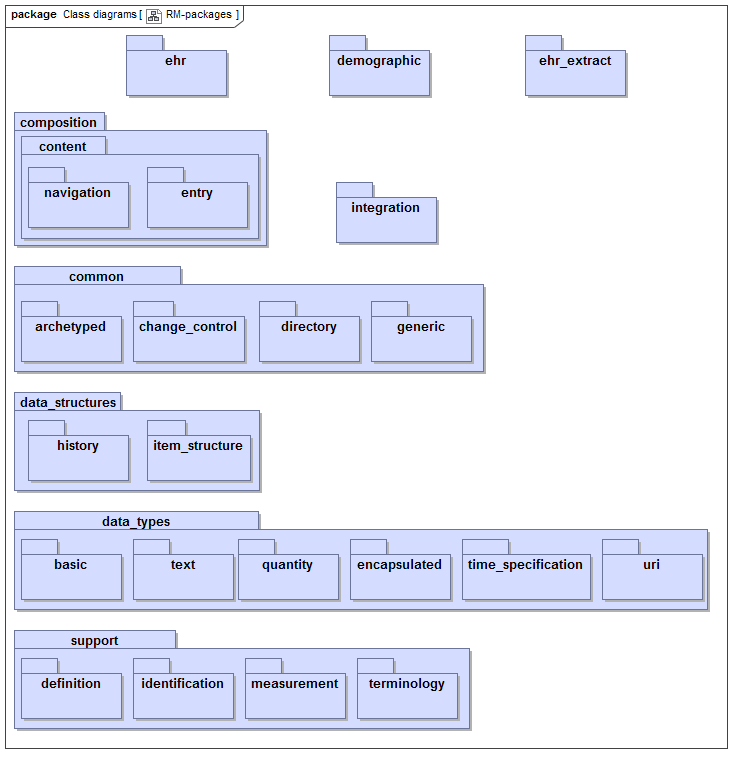 package Class diagrams [ RM-packages ]
ehr
demographic
ehr_extract
composition
content
navigation
entry
integration
common
archetyped
change_control
directory
generic
data_structures
history
item_structure
data_types
basic
text
quantity
encapsulated
time_specification
uri
support
definition
identification
measurement
terminology